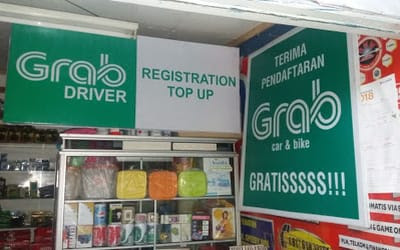 Grab
DRIVER
REGISTRATION
TOP UP
TERIMA
PENDAFTARAN
Grab
car & bike
GRATISSSSS!!!